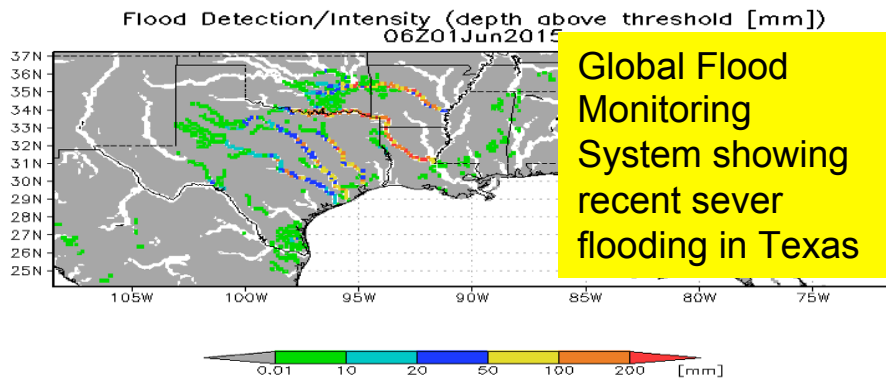 Flood Detection/Intensity (depth above threshold [mm])
06Z01Jun2015
Global Flood
Monitoring
System showing
recent sever
flooding in Texas
37N
36N
35N
34N
33N
32N
31N
30N
29N
28N
27N
26N
25N
105W 100W 95W 90W 85W 80W 75W
0.01 10 20 50 100 200 [mm]